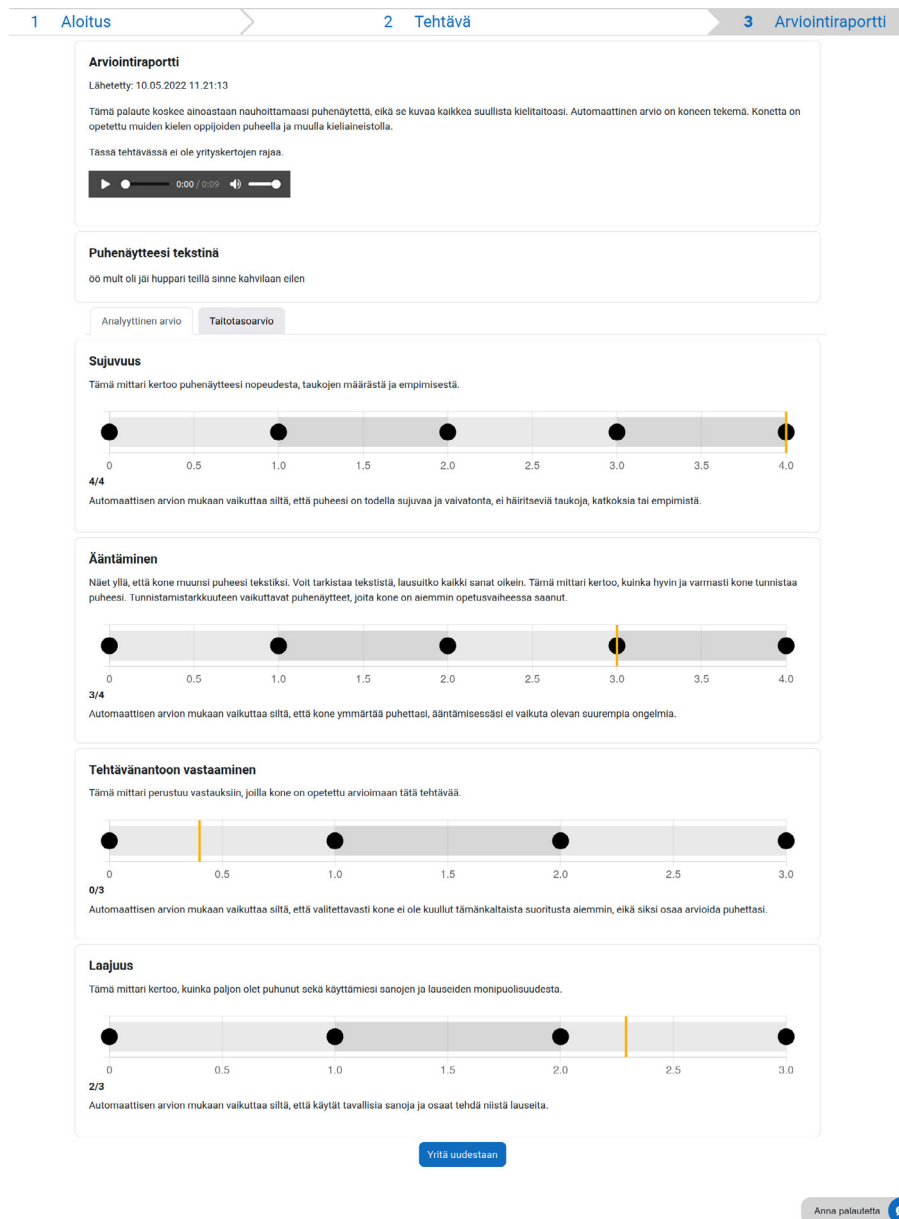 1 Aloitus 2 Tehtävä 3 Arviointiraportti
Arviointiraportti
Lähetetty: 10.05.2022 11.21:13
Tämä palaute koskee ainoastaan nauhoittamaasi puhenäytettä, eikä se kuvaa kaikkea suullista kielitaitoasi. Automaattinen arvio on koneen tekemä. Konetta on
opetettu muiden kielen oppijoiden puheella ja muulla kieliaineistolla.
Tässä tehtävässä ei ole yrityskertojen rajaa.
0:00 / 0:09
Puhenäytteesi tekstinä
öö mult oli jäi huppari teillä sinne kahvilaan eilen
Analyyttinen arvio Taitotasoarvio
Sujuvuus
Tämä mittari kertoo puhenäytteesi nopeudesta, taukojen määrästä ja empimisestä.
0 0.5 1.0 1.5 2.0 2.5 3.0 3.5 4.0
4/4
Automaattisen arvion mukaan vaikuttaa siltä, että puheesi on todella sujuvaa ja vaivatonta, ei häiritseviä taukoja, katkoksia tai empimistä.
Ääntäminen
Näet yllä, että kone muunsi puheesi tekstiksi. Voit tarkistaa tekstistä, lausuitko kaikki sanat oikein. Tämä mittari kertoo, kuinka hyvin ja varmasti kone tunnistaa
puheesi. Tunnistamistarkkuuteen vaikuttavat puhenäytteet, joita kone on aiemmin opetusvaiheessa saanut.
0 0.5 1.0 1.5 2.0 2.5 3.0 3.5 4.0
3/4
Automaattisen arvion mukaan vaikuttaa siltä, että kone ymmärtää puhettasi, ääntämisessäsi ei vaikuta olevan suurempia ongelmia.
Tehtävänantoon vastaaminen
Tämä mittari perustuu vastauksiin, joilla kone on opetettu arvioimaan tätä tehtävää.
0 0.5 1.0 1.5 2.0 2.5 3.0
0/3
Automaattisen arvion mukaan vaikuttaa siltä, että valitettavasti kone ei ole kuullut tämänkaltaista suoritusta aiemmin, eikä siksi osaa arvioida puhettasi.
Laajuus
Tämä mittari kertoo, kuinka paljon olet puhunut sekä käyttämiesi sanojen ja lauseiden monipuolisuudesta.
0 0.5 1.0 1.5 2.0 2.5 3.0
2/3
Automaattisen arvion mukaan vaikuttaa siltä, että käytät tavallisia sanoja ja osaat tehdä niistä lauseita.
Yritä uudestaan
Anna palautetta